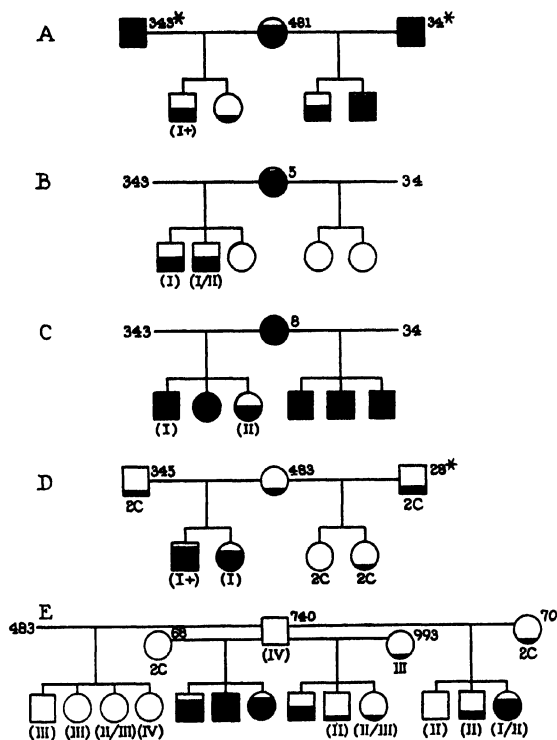 A 343* 481 34*
(I+)
B 343 5 34
(I) (I/II)
C 343 8 34
(I) (II)
D 345 483 28*
2C 2C
(I+) (I) 2C 2C
E 483 68 740 993 70
2C (IV) III 2C
(III) (III) (II/III) (IV) (II) (II/III) (II) (II) (I/II)